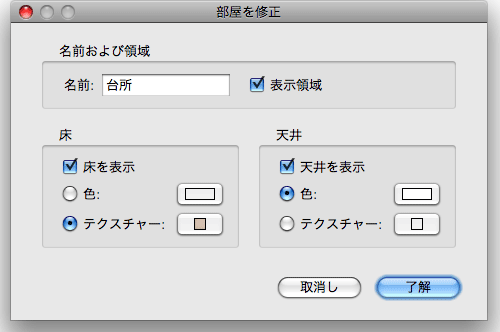 部屋を修正
名前および領域
名前: 台所 表示領域
床 天井
床を表示 天井を表示
色: 色:
テクスチャー: テクスチャー:
取消し 了解